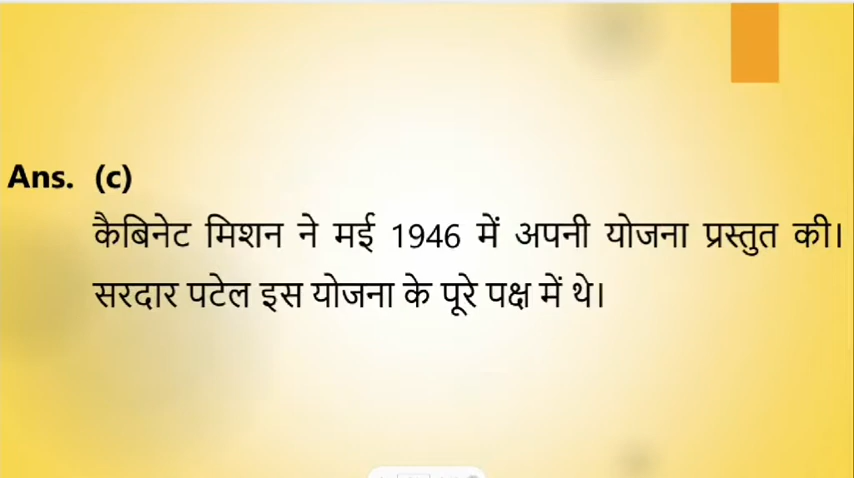 Ans. (c)
कैबिनेट मिशन ने मई 1946 में अपनी योजना प्रस्तुत की।
सरदार पटेल इस योजना के पूरे पक्ष में थे।